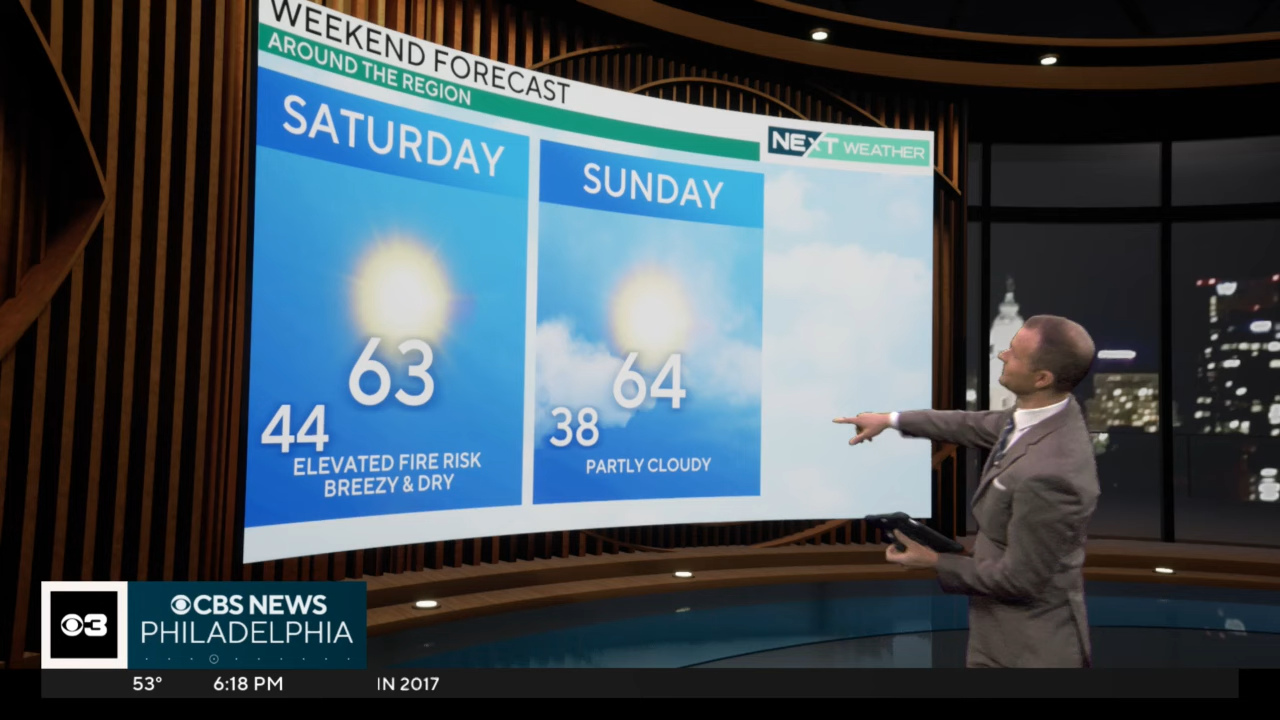 WEEKEND FORECAST
AROUND THE REGION
NEXT WEATHER
SATURDAY
63
44
ELEVATED FIRE RISK
BREEZY & DRY
SUNDAY
64
38
PARTLY CLOUDY
3
CBS NEWS
PHILADELPHIA
53° 6:18 PM IN 2017